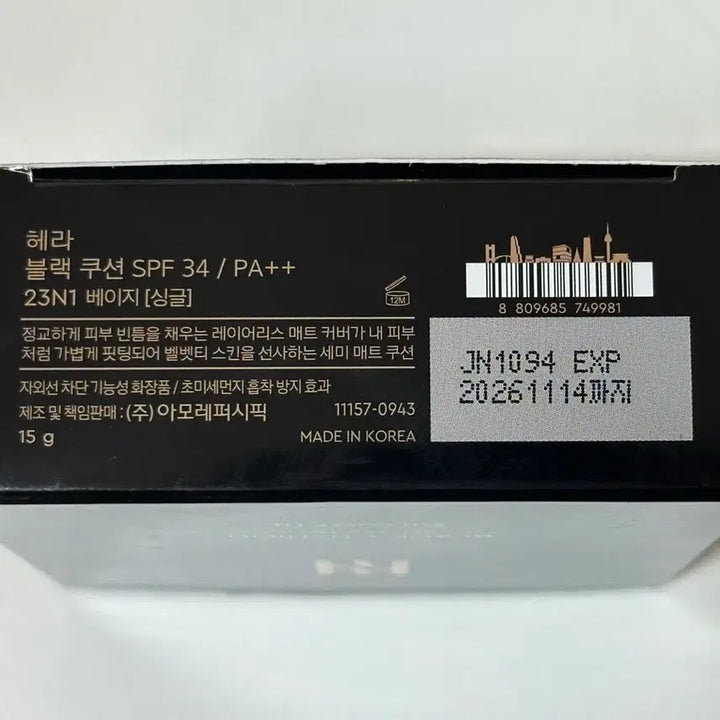 헤라
블랙 쿠션 SPF 34 / PA++
23N1 베이지 [싱글]
12M
8 809685 749981
정교하게 피부 빈틈을 채우는 레이어리스 매트 커버가 내 피부
처럼 가볍게 핏팅되어 벨벳티 스킨을 선사하는 세미 매트 쿠션
자외선 차단 기능성 화장품 / 초미세먼지 흡착 방지 효과
제조 및 책임판매 : (주) 아모레퍼시픽 11157-0943
15 g MADE IN KOREA
JN1094 EXP
20261114까지